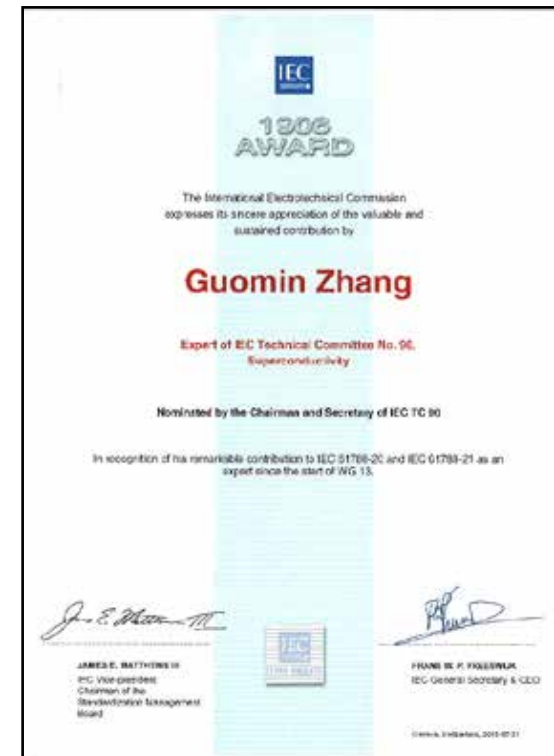 IEC
1906
AWARD
The International Electrotechnical Commission
expresses its sincere appreciation of the valuable and
sustained contribution by
Guomin Zhang
Expert of IEC Technical Committee No. 90,
Superconductivity
Nominated by the Chairman and Secretary of IEC TC 90
In recognition of his remarkable contribution to IEC 61788-20 and IEC 61788-21 as an
expert since the start of WG 13.
IEC
JAMES E. MATTHEWS III
IEC Vice-president
Chairman of the
Standardization Management
Board
FRANS W. P. VREESWIJK
IEC General Secretary & CEO
Geneva, Switzerland,